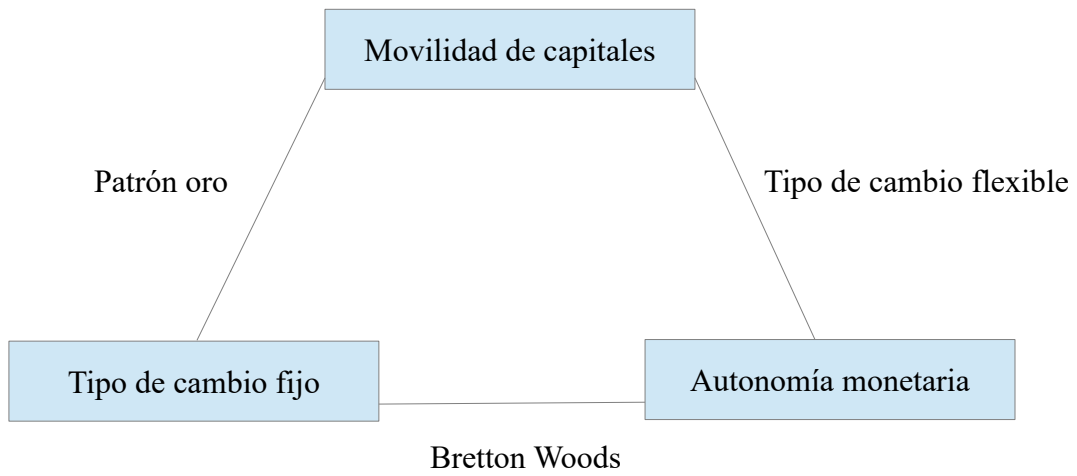 Movilidad de capitales
Patrón oro
Tipo de cambio flexible
Tipo de cambio fijo
Autonomía monetaria
Bretton Woods